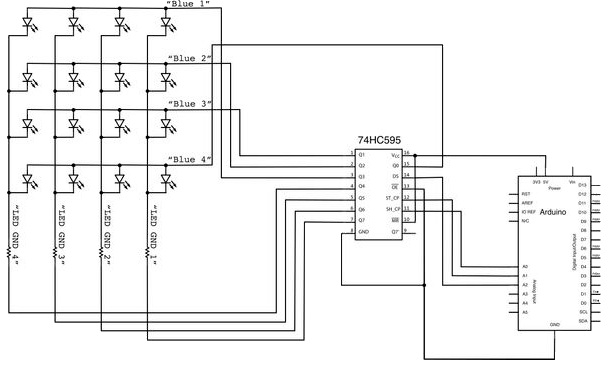 "Blue 1"
"Blue 2"
"Blue 3"
"Blue 4"
"LED GND 4"
"LED GND 3"
"LED GND 2"
"LED GND 1"
74HC595
1 Q1 Vcc 16
2 Q2 Q0 15
3 Q3 DS 14
4 Q4 OE 13
5 Q5 ST_CP 12
6 Q6 SH_CP 11
7 Q7 MR 10
8 GND Q7' 9
3V3 5V Vin
Power
RST
AREF
IO REF
N/C
Arduino
D13
D12
D11
D10
D9
D8
D7
D6
D5
D4
D3
D2
D1
D0
SCL
SDA
Digital Input/Output
Analog Input
A0
A1
A2
A3
A4
A5
GND